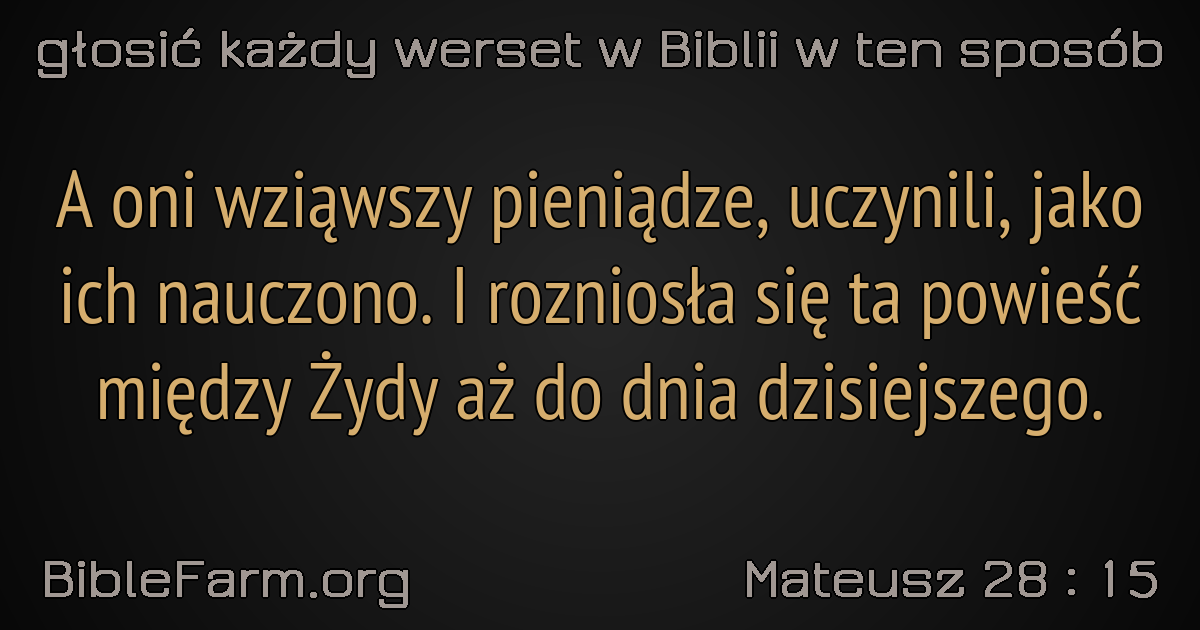 głosić każdy werset w Biblii w ten sposób
A oni wziąwszy pieniądze, uczynili, jako
ich nauczono. I rozniosła się ta powieść
między Żydy aż do dnia dzisiejszego.
BibleFarm.org
Mateusz 28 : 15